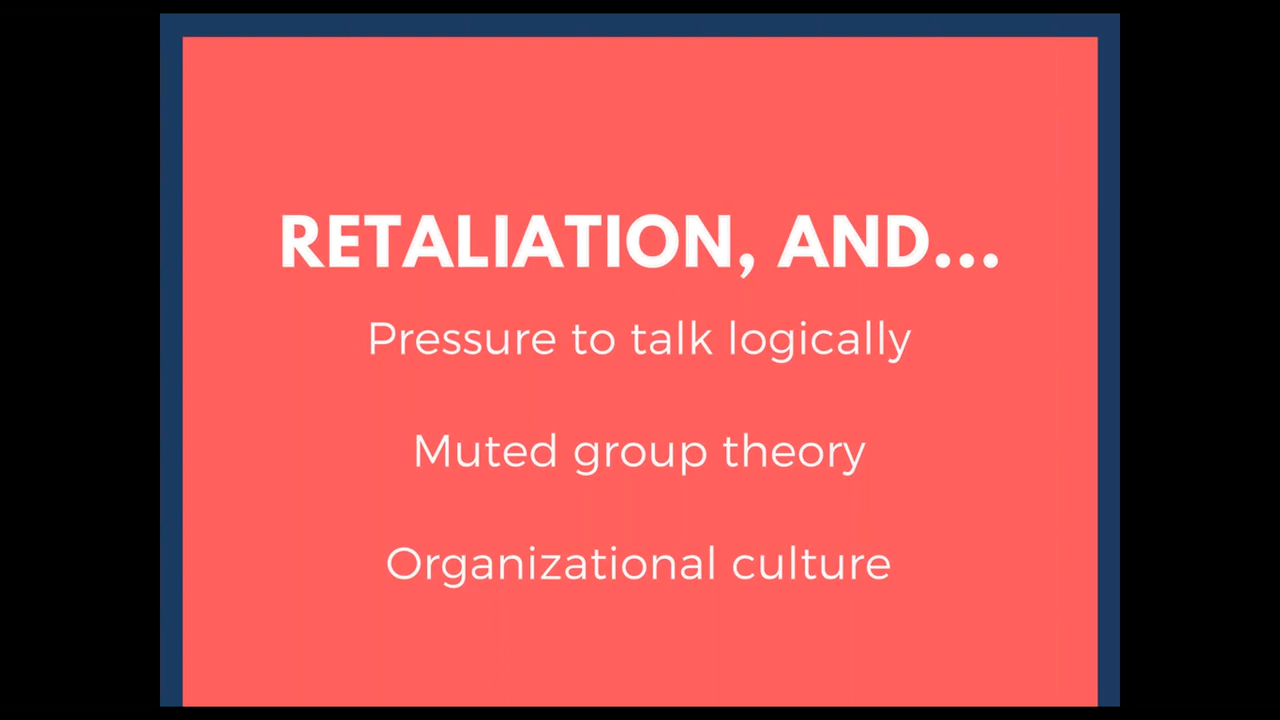 RETALIATION, AND...
Pressure to talk logically
Muted group theory
Organizational culture